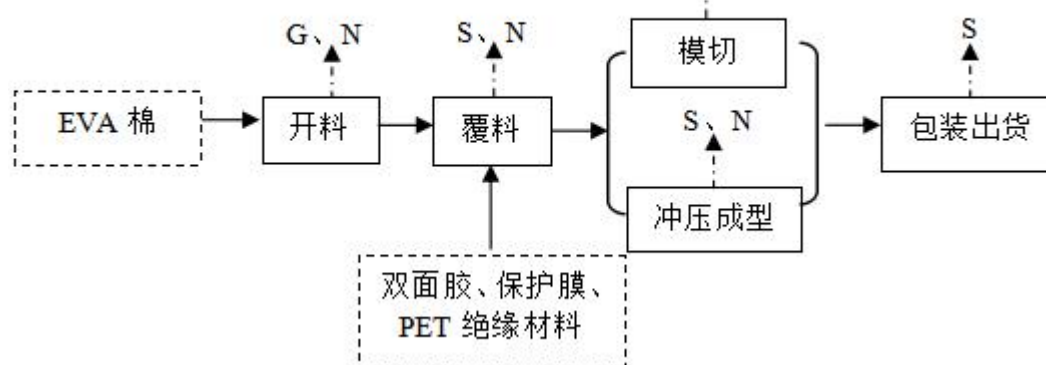 G、N
S、N
模切
S
EVA 棉
开料
覆料
S、N
包装出货
冲压成型
双面胶、保护膜、
PET 绝缘材料